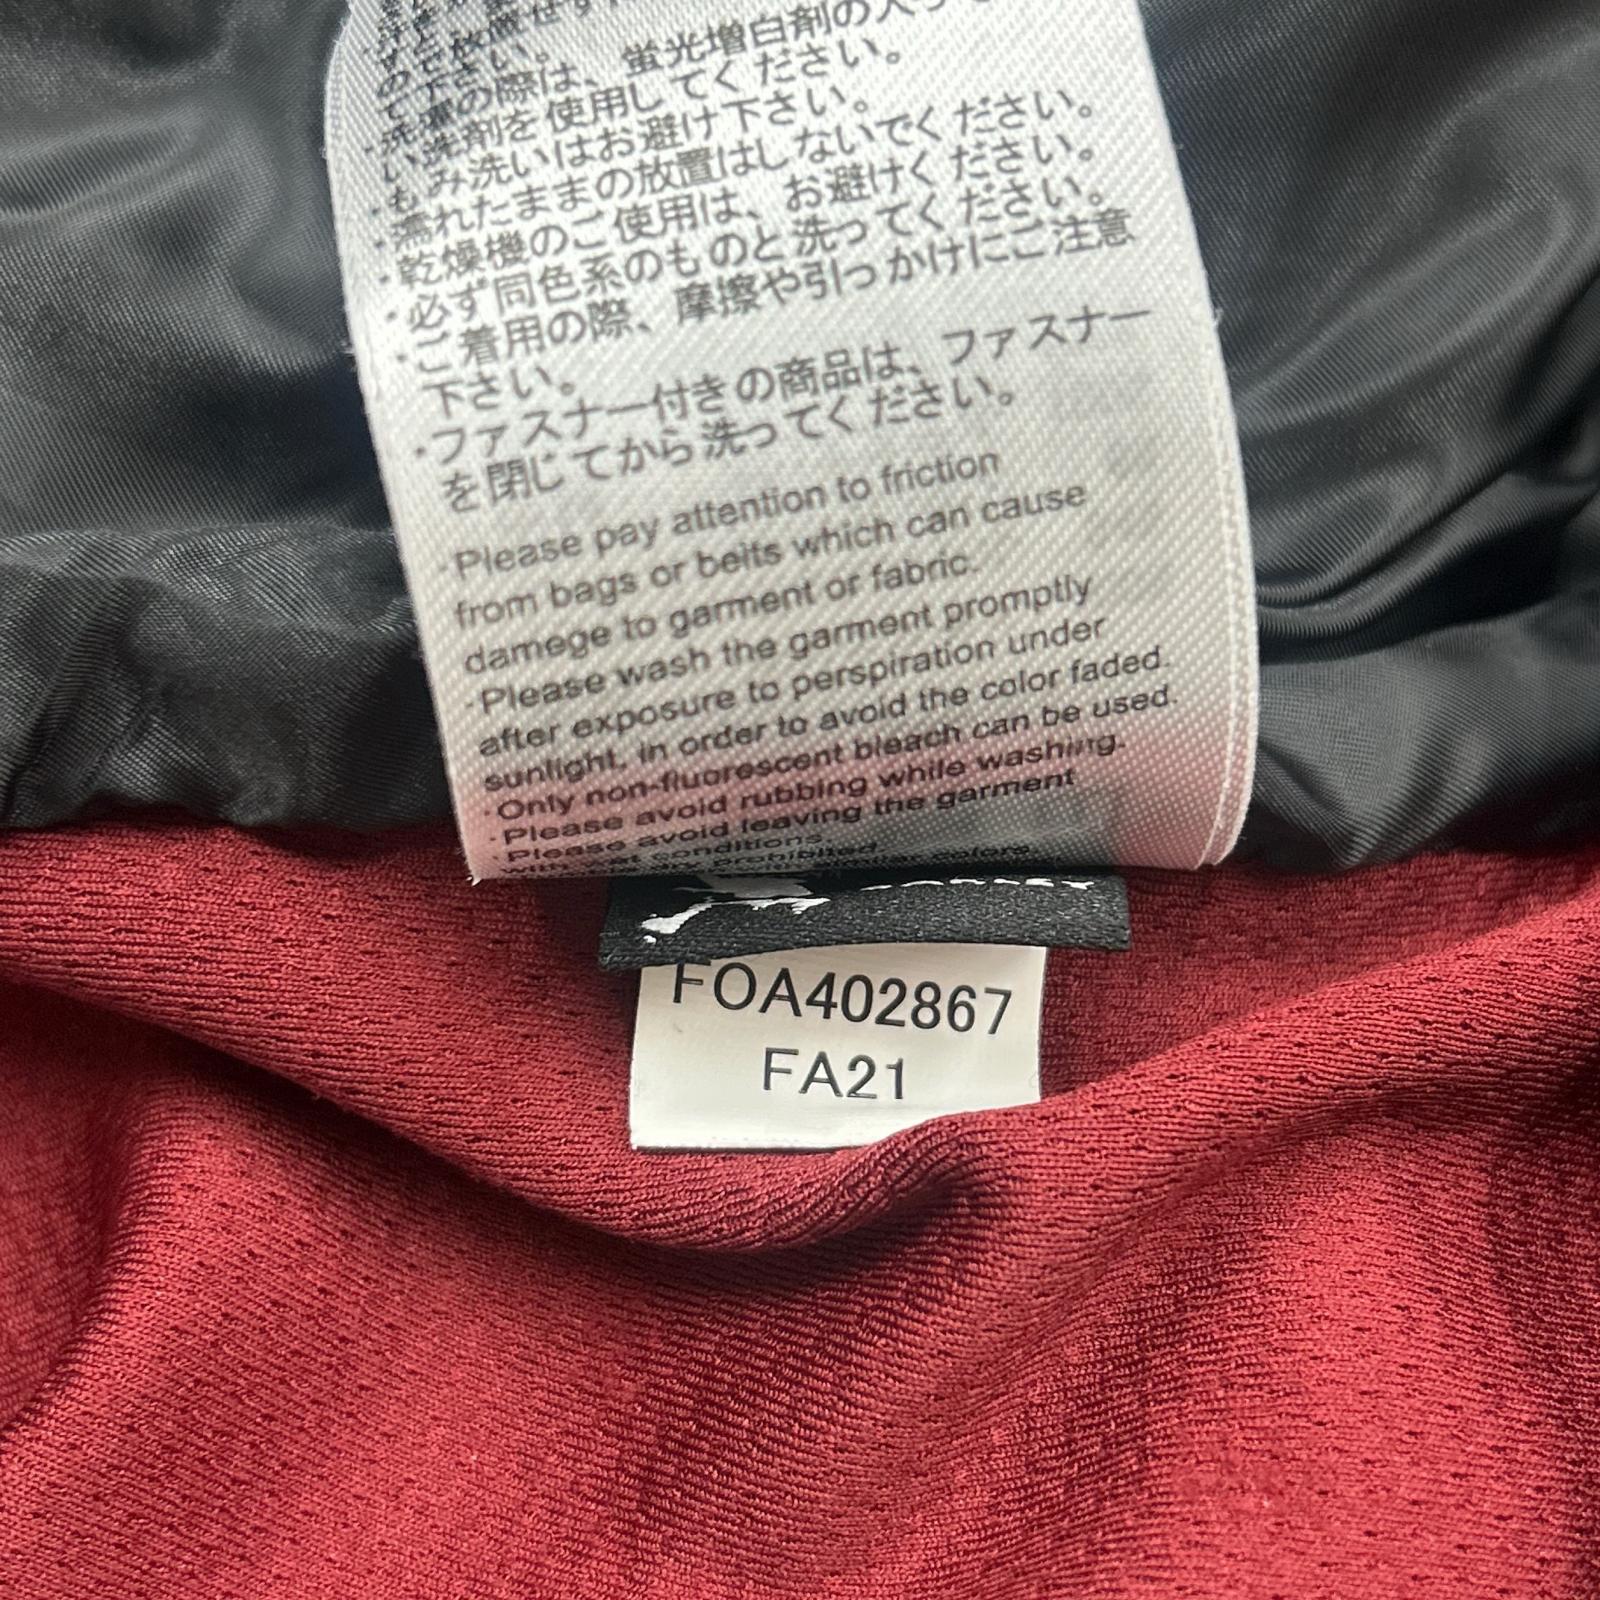 で放置せず
て下さい。
・洗濯の際は、蛍光増白剤の入って
い洗剤を使用してください。
・もみ洗いはお避け下さい。
・濡れたままの放置はしないでください。
・乾燥機のご使用は、お避けください。
・必ず同色系のものと洗ってください。
・ご着用の際、摩擦や引っかけにご注意
下さい。
・ファスナー付きの商品は、ファスナー
を閉じてから洗ってください。
·Please pay attention to friction
from bags or belts which can cause
damege to garment or fabric.
·Please wash the garment promptly
after exposure to perspiration under
sunlight, in order to avoid the color faded.
·Only non-fluorescent bleach can be used.
·Please avoid rubbing while washing.
·Please avoid leaving the garment
wet conditions.
prohibited.
similar colors.
FOA402867
FA21